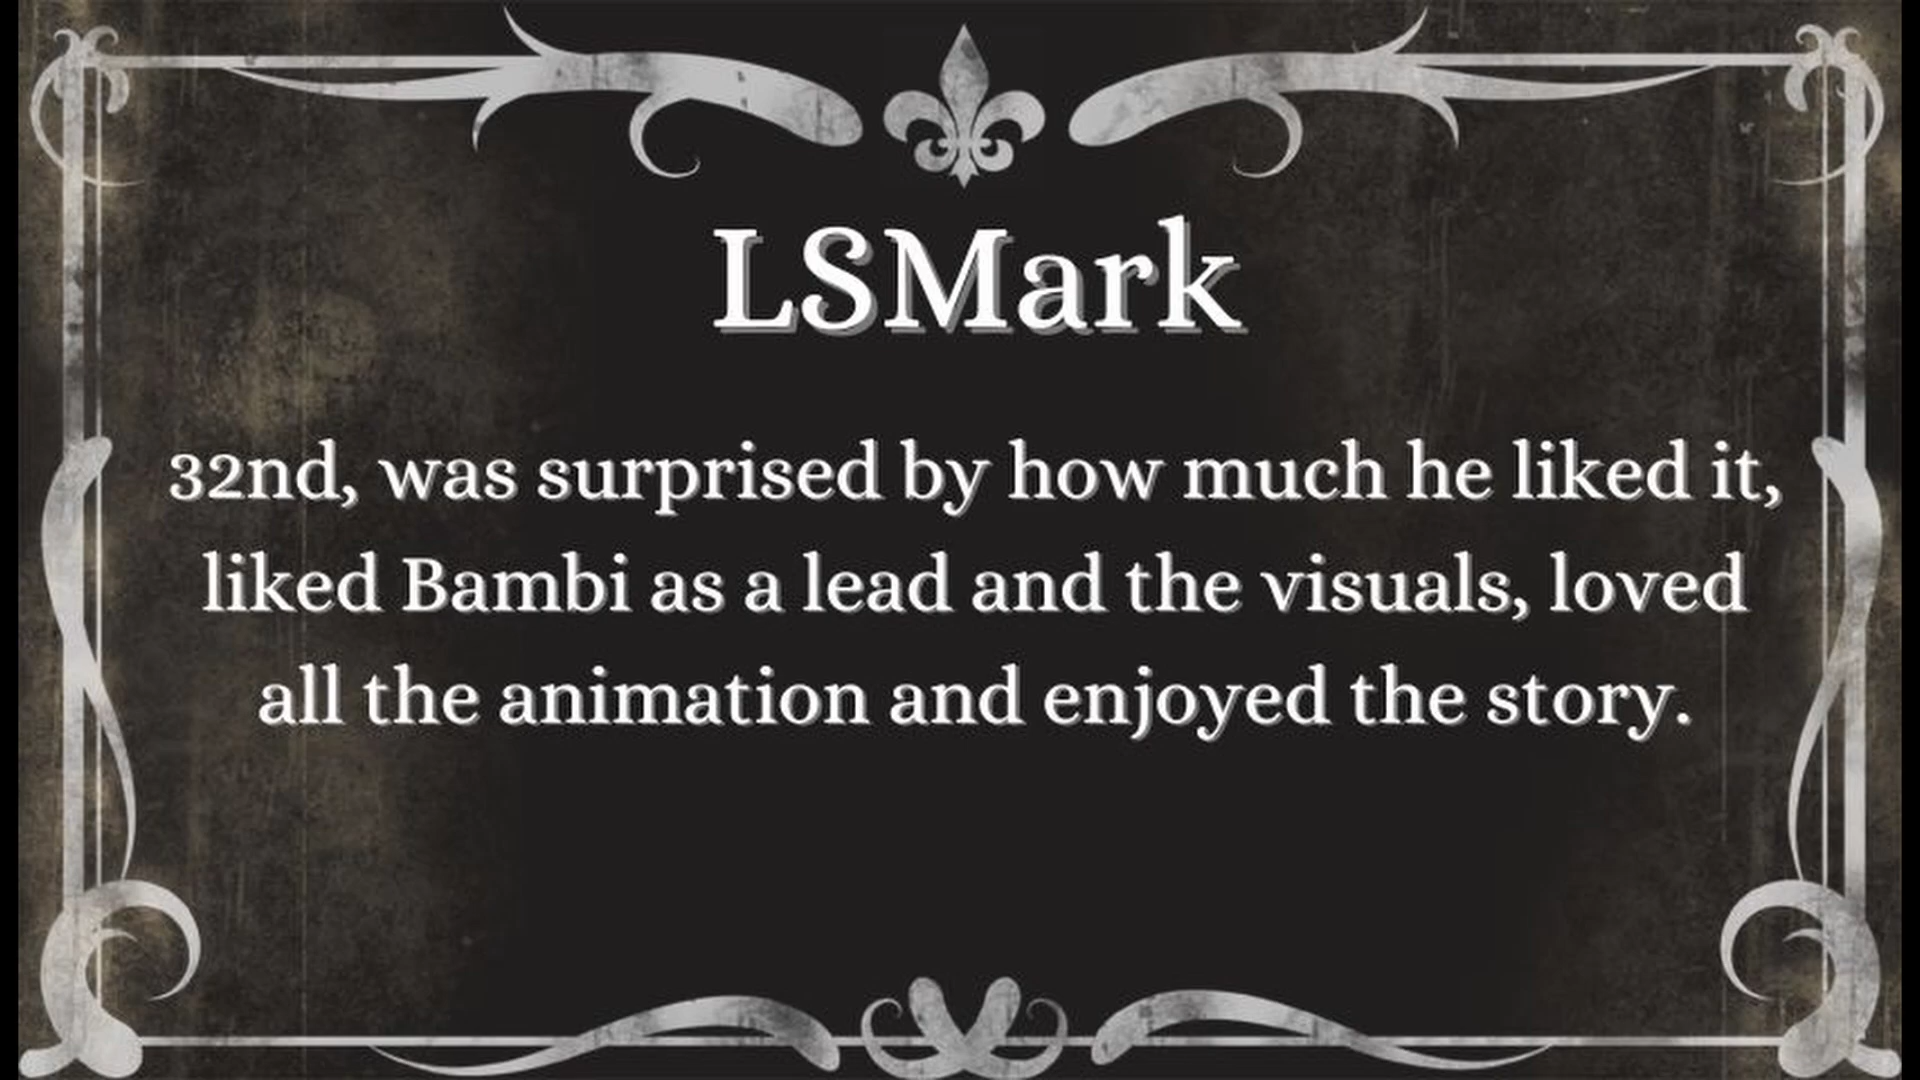 LSMark
32nd, was surprised by how much he liked it,
liked Bambi as a lead and the visuals, loved
all the animation and enjoyed the story.